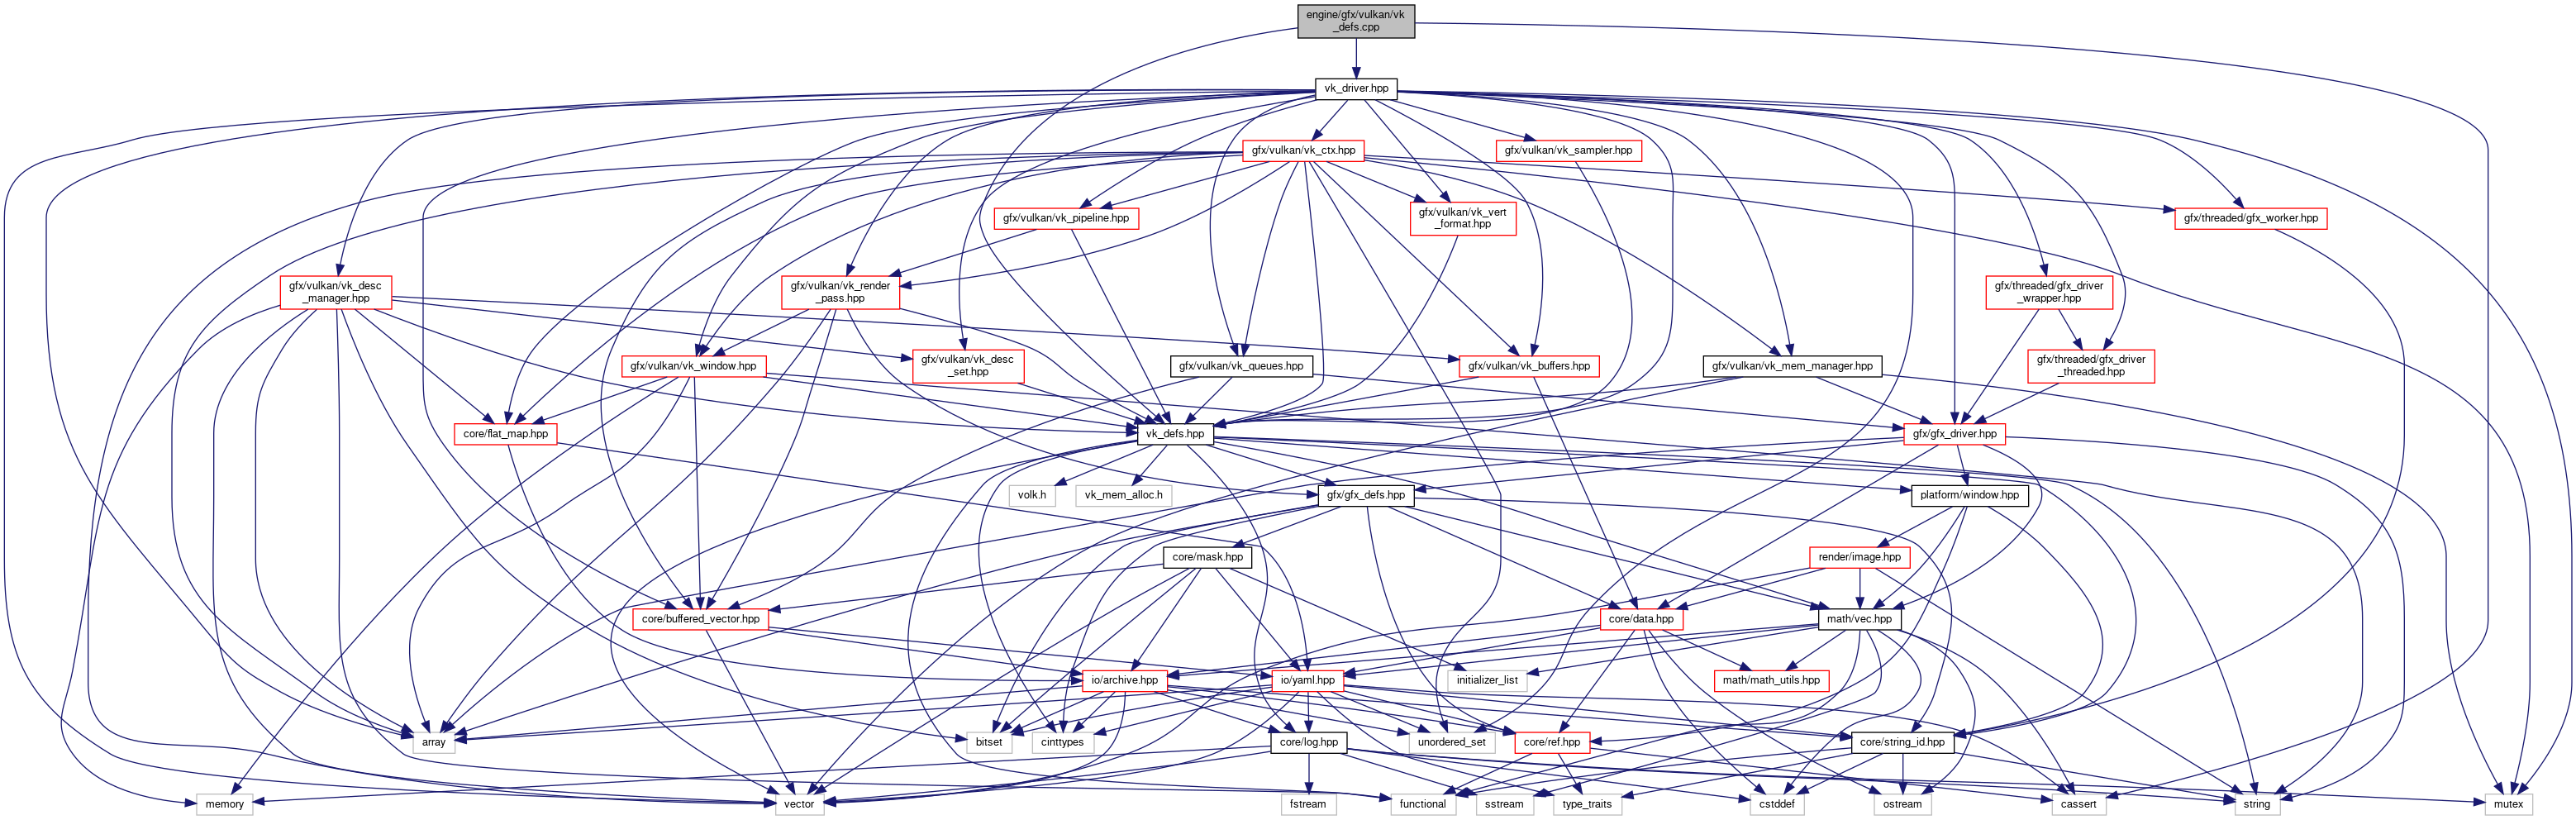 engine/gfx/vulkan/vk
_defs.cpp
vk_driver.hpp
gfx/vulkan/vk_ctx.hpp
gfx/vulkan/vk_sampler.hpp
gfx/vulkan/vk_pipeline.hpp
gfx/vulkan/vk_vert
_format.hpp
gfx/threaded/gfx_worker.hpp
gfx/vulkan/vk_desc
_manager.hpp
gfx/vulkan/vk_render
_pass.hpp
gfx/threaded/gfx_driver
_wrapper.hpp
gfx/vulkan/vk_window.hpp
gfx/vulkan/vk_desc
_set.hpp
gfx/vulkan/vk_queues.hpp
gfx/vulkan/vk_buffers.hpp
gfx/vulkan/vk_mem_manager.hpp
gfx/threaded/gfx_driver
_threaded.hpp
core/flat_map.hpp
vk_defs.hpp
gfx/gfx_driver.hpp
volk.h
vk_mem_alloc.h
gfx/gfx_defs.hpp
platform/window.hpp
core/mask.hpp
render/image.hpp
core/buffered_vector.hpp
core/data.hpp
math/vec.hpp
io/archive.hpp
io/yaml.hpp
initializer_list
math/math_utils.hpp
array
bitset
cinttypes
core/log.hpp
unordered_set
core/ref.hpp
core/string_id.hpp
memory
vector
fstream
functional
sstream
type_traits
cstddef
ostream
cassert
string
mutex